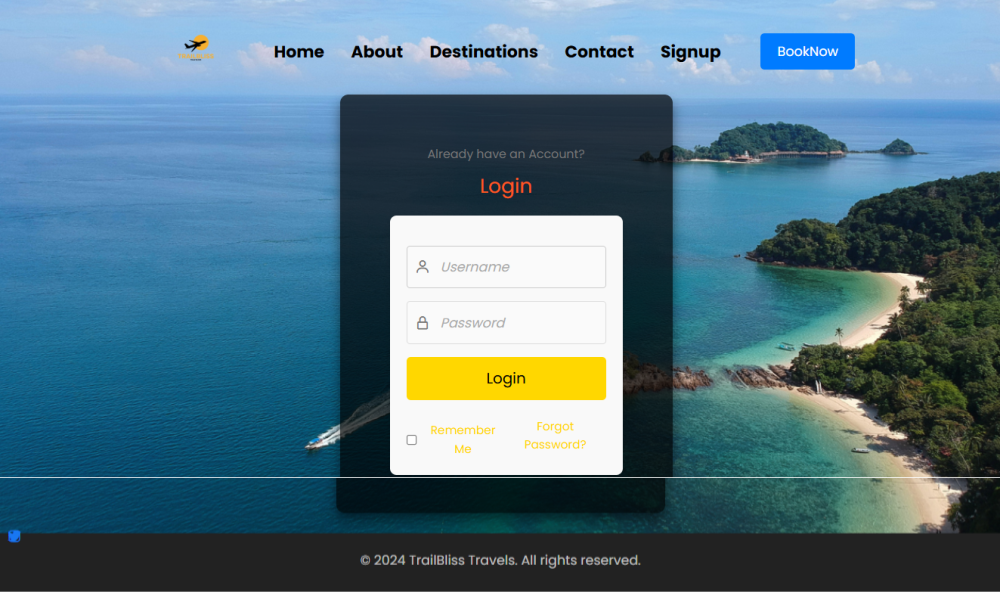 Home About Destinations Contact Signup BookNow
Already have an Account?
Login
Username
Password
Login
Remember
Me
Forgot
Password?
© 2024 TrailBliss Travels. All rights reserved.